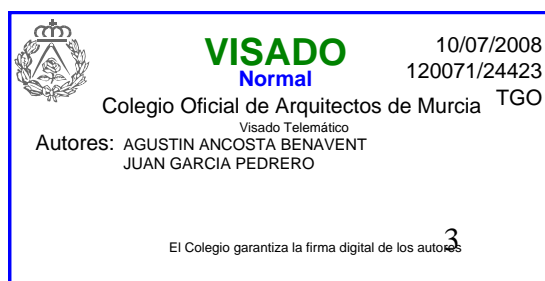 VISADO
Normal
10/07/2008
120071/24423
TGO
Colegio Oficial de Arquitectos de Murcia
Visado Telemático
Autores: AGUSTIN ANCOSTA BENAVENT
JUAN GARCIA PEDRERO
El Colegio garantiza la firma digital de los autores
3